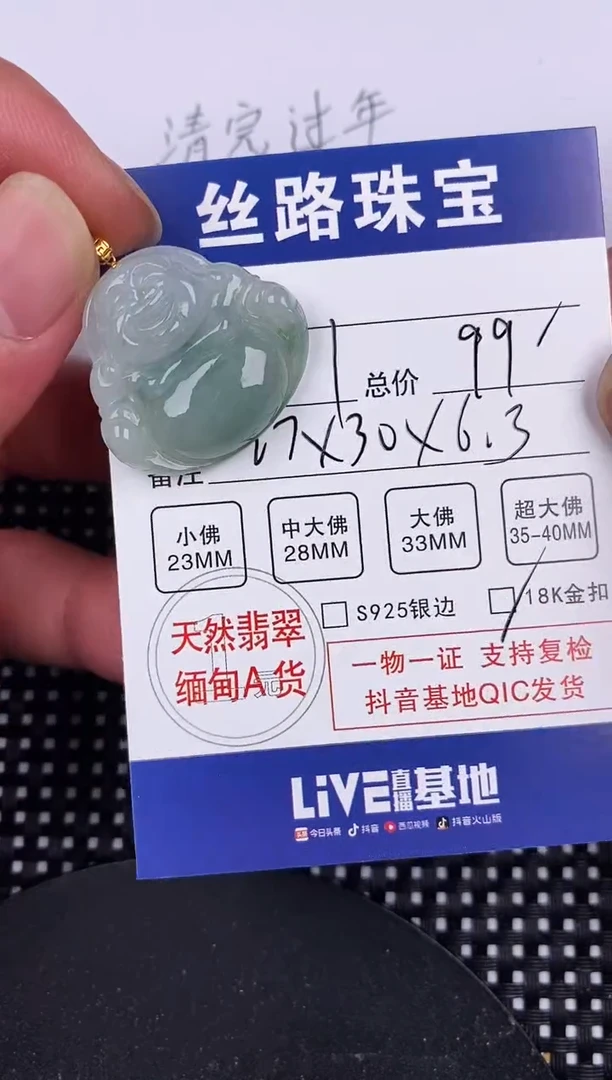 清完过年
丝路珠宝
1 总价 99/
27X30X6.3
备注
小佛 23MM
中大佛 28MM
大佛 33MM
超大佛 35-40MM
S925银边
18K金扣
天然翡翠
缅甸A货
一物一证 支持复检
抖音基地QIC发货
LiVE直播基地
今日头条 抖音 西瓜视频 抖音火山版